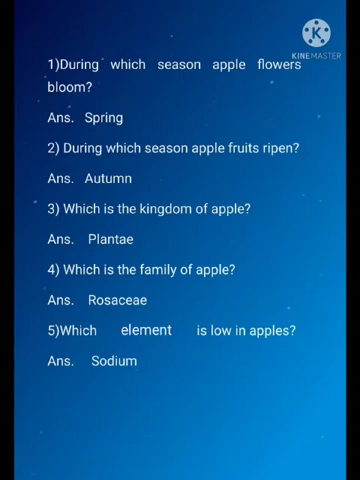 KINEMASTER
1)During which season apple flowers
bloom?
Ans. Spring
2) During which season apple fruits ripen?
Ans. Autumn
3) Which is the kingdom of apple?
Ans. Plantae
4) Which is the family of apple?
Ans. Rosaceae
5)Which element is low in apples?
Ans. Sodium